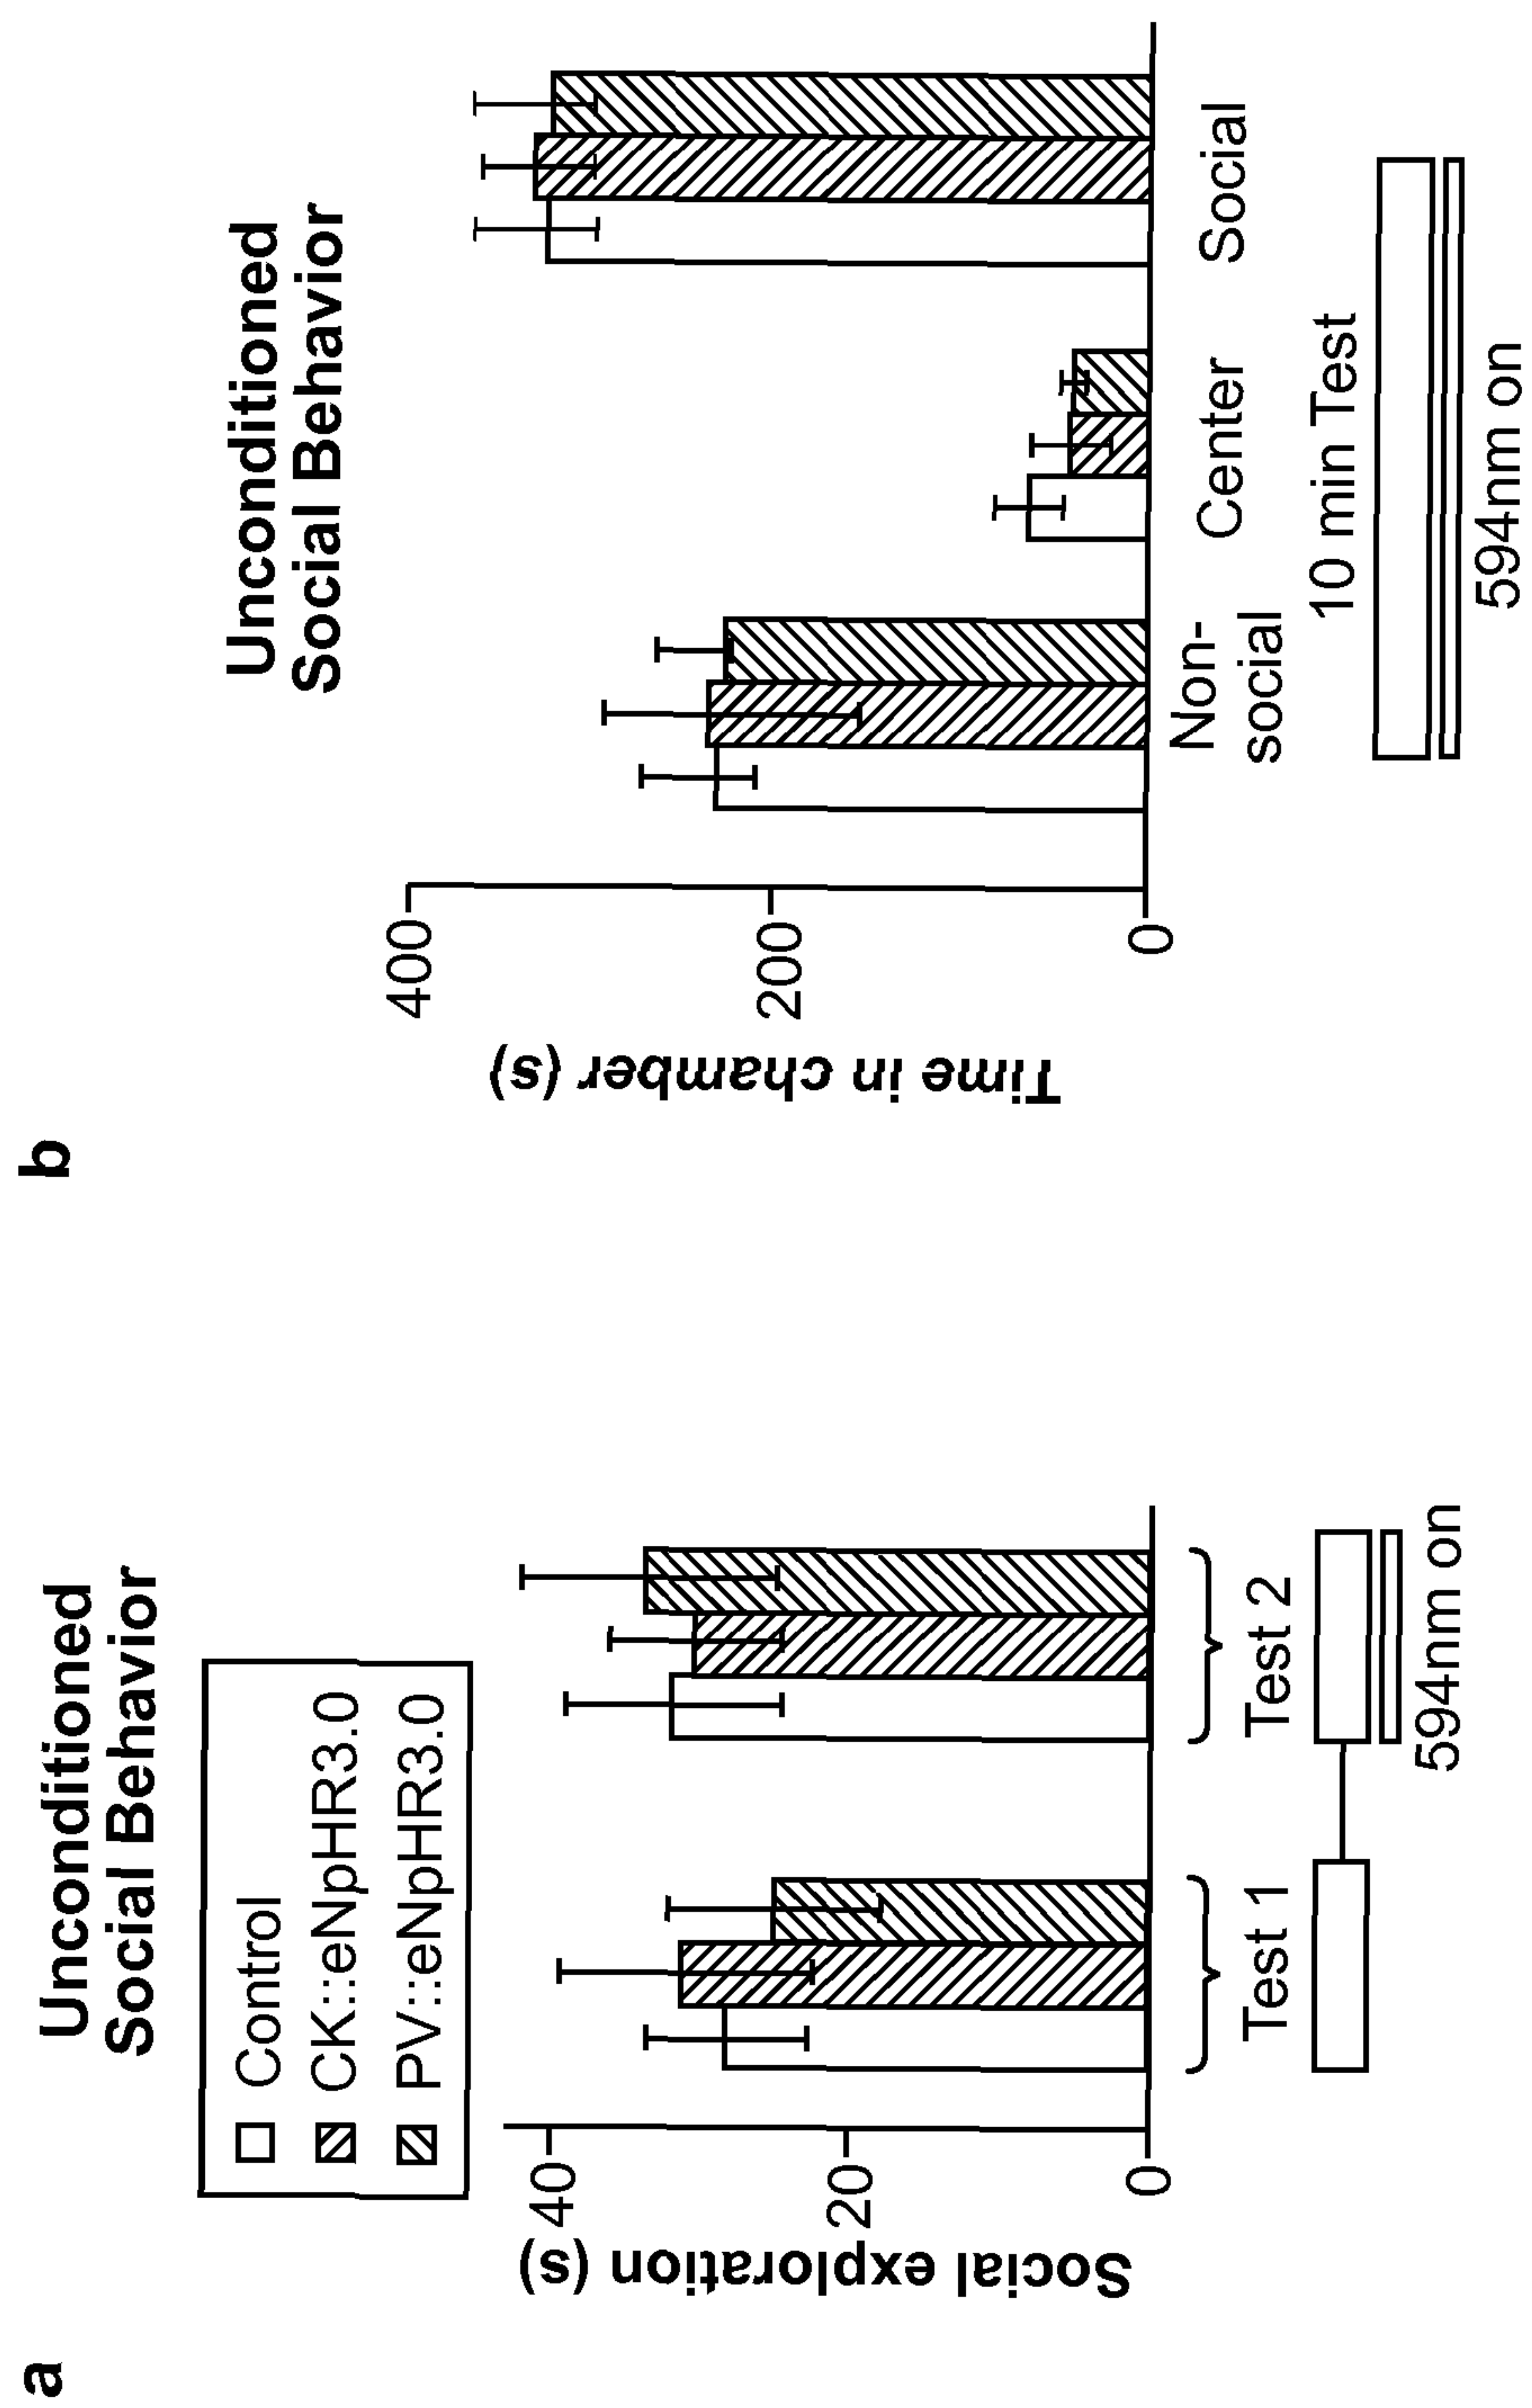 a
Unconditioned
Social Behavior
Control
CK::eNpHR3.0
PV::eNpHR3.0
Social exploration (s)
40
20
0
Test 1
Test 2
594nm on
b
Unconditioned
Social Behavior
Time in chamber (s)
400
200
0
Non-
social
Center
Social
10 min Test
594nm on